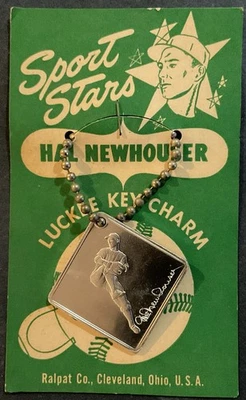 Sport
Stars
HAL NEWHOUSER
LUCKEE KEY CHARM
Ralpat Co., Cleveland, Ohio, U.S.A.